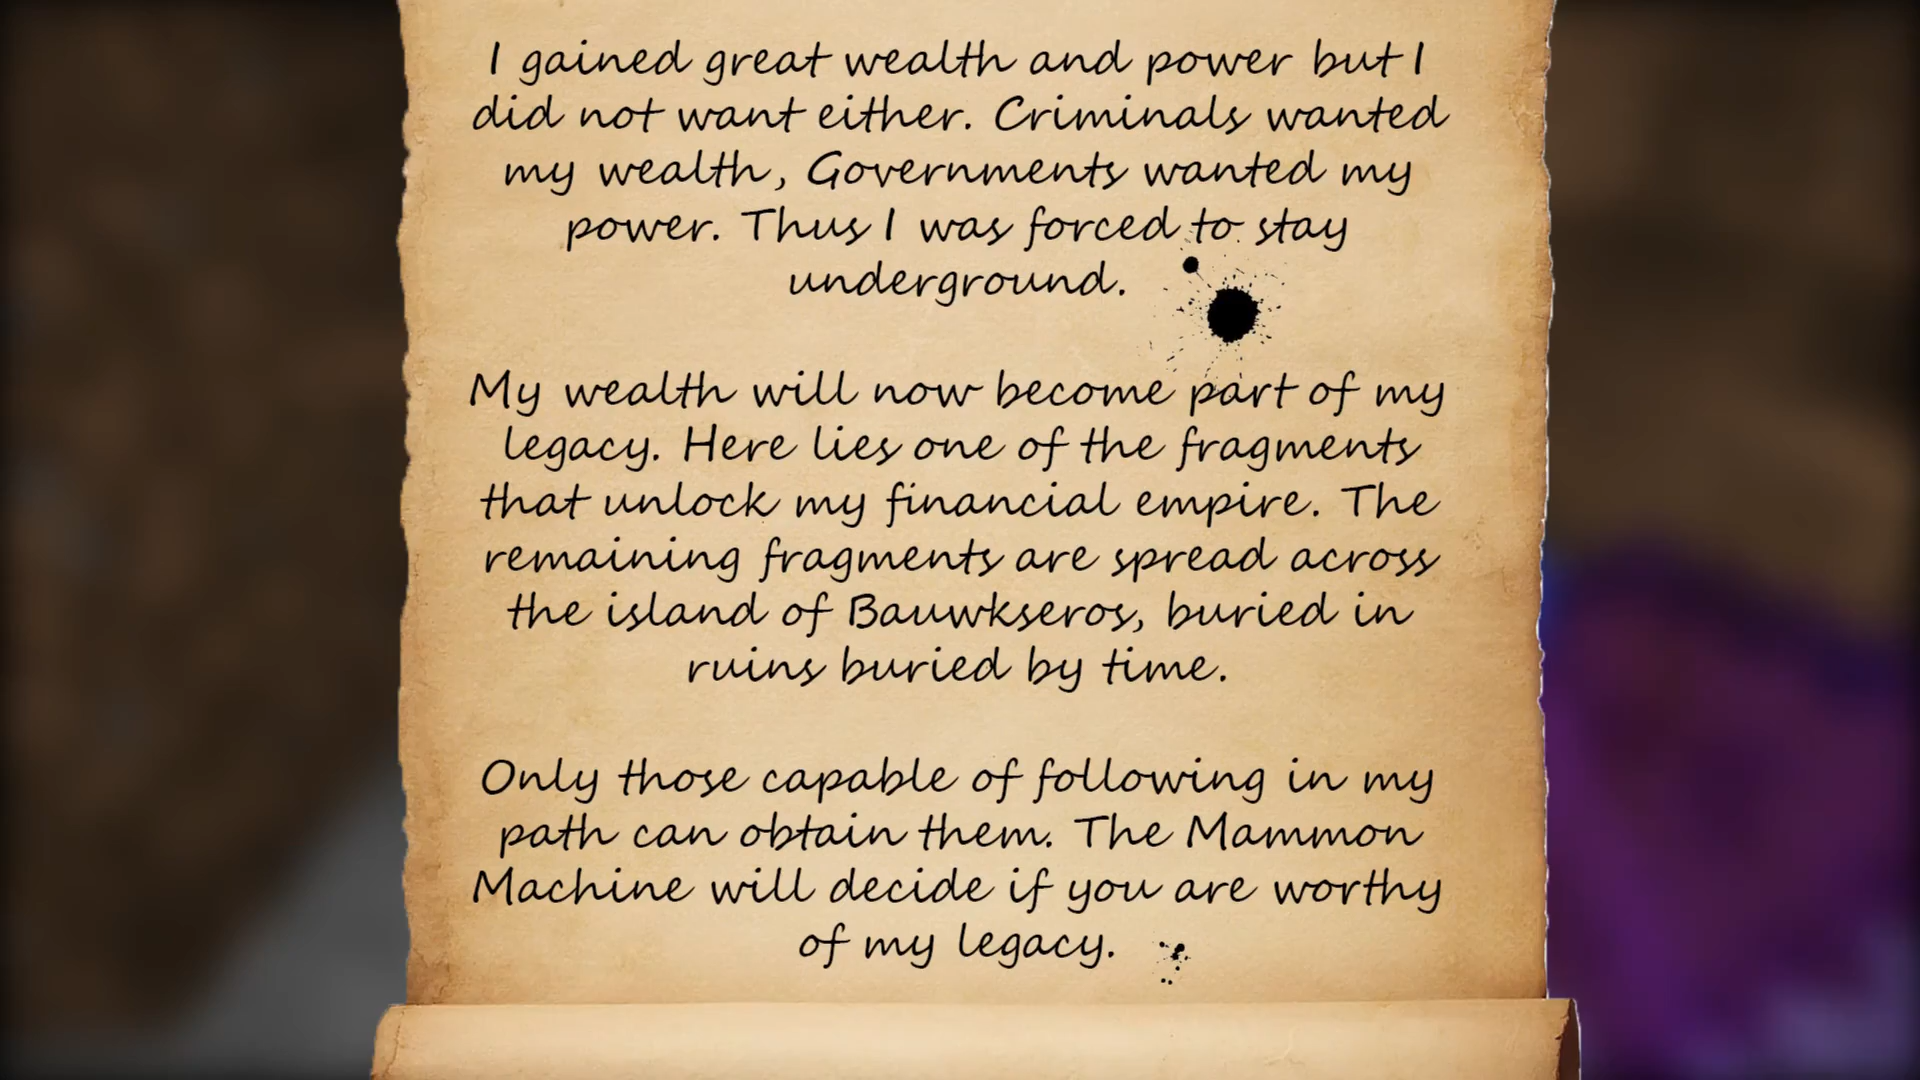 I gained great wealth and power but I
did not want either. Criminals wanted
my wealth, Governments wanted my
power. Thus I was forced to stay
underground.
My wealth will now become part of my
legacy. Here lies one of the fragments
that unlock my financial empire. The
remaining fragments are spread across
the island of Bauwkseros, buried in
ruins buried by time.
Only those capable of following in my
path can obtain them. The Mammon
Machine will decide if you are worthy
of my legacy.